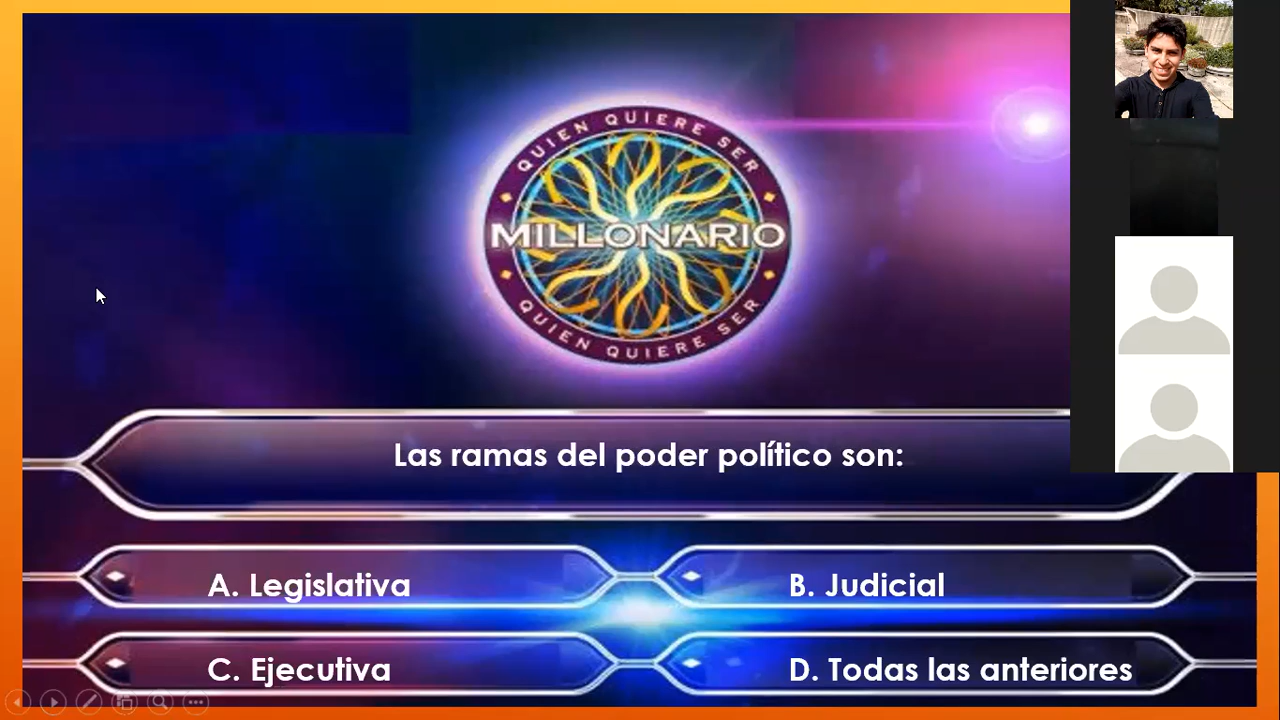 QUIEN QUIERE SER
MILLONARIO
QUIEN QUIERE SER
Las ramas del poder político son:
A. Legislativa
B. Judicial
C. Ejecutiva
D. Todas las anteriores